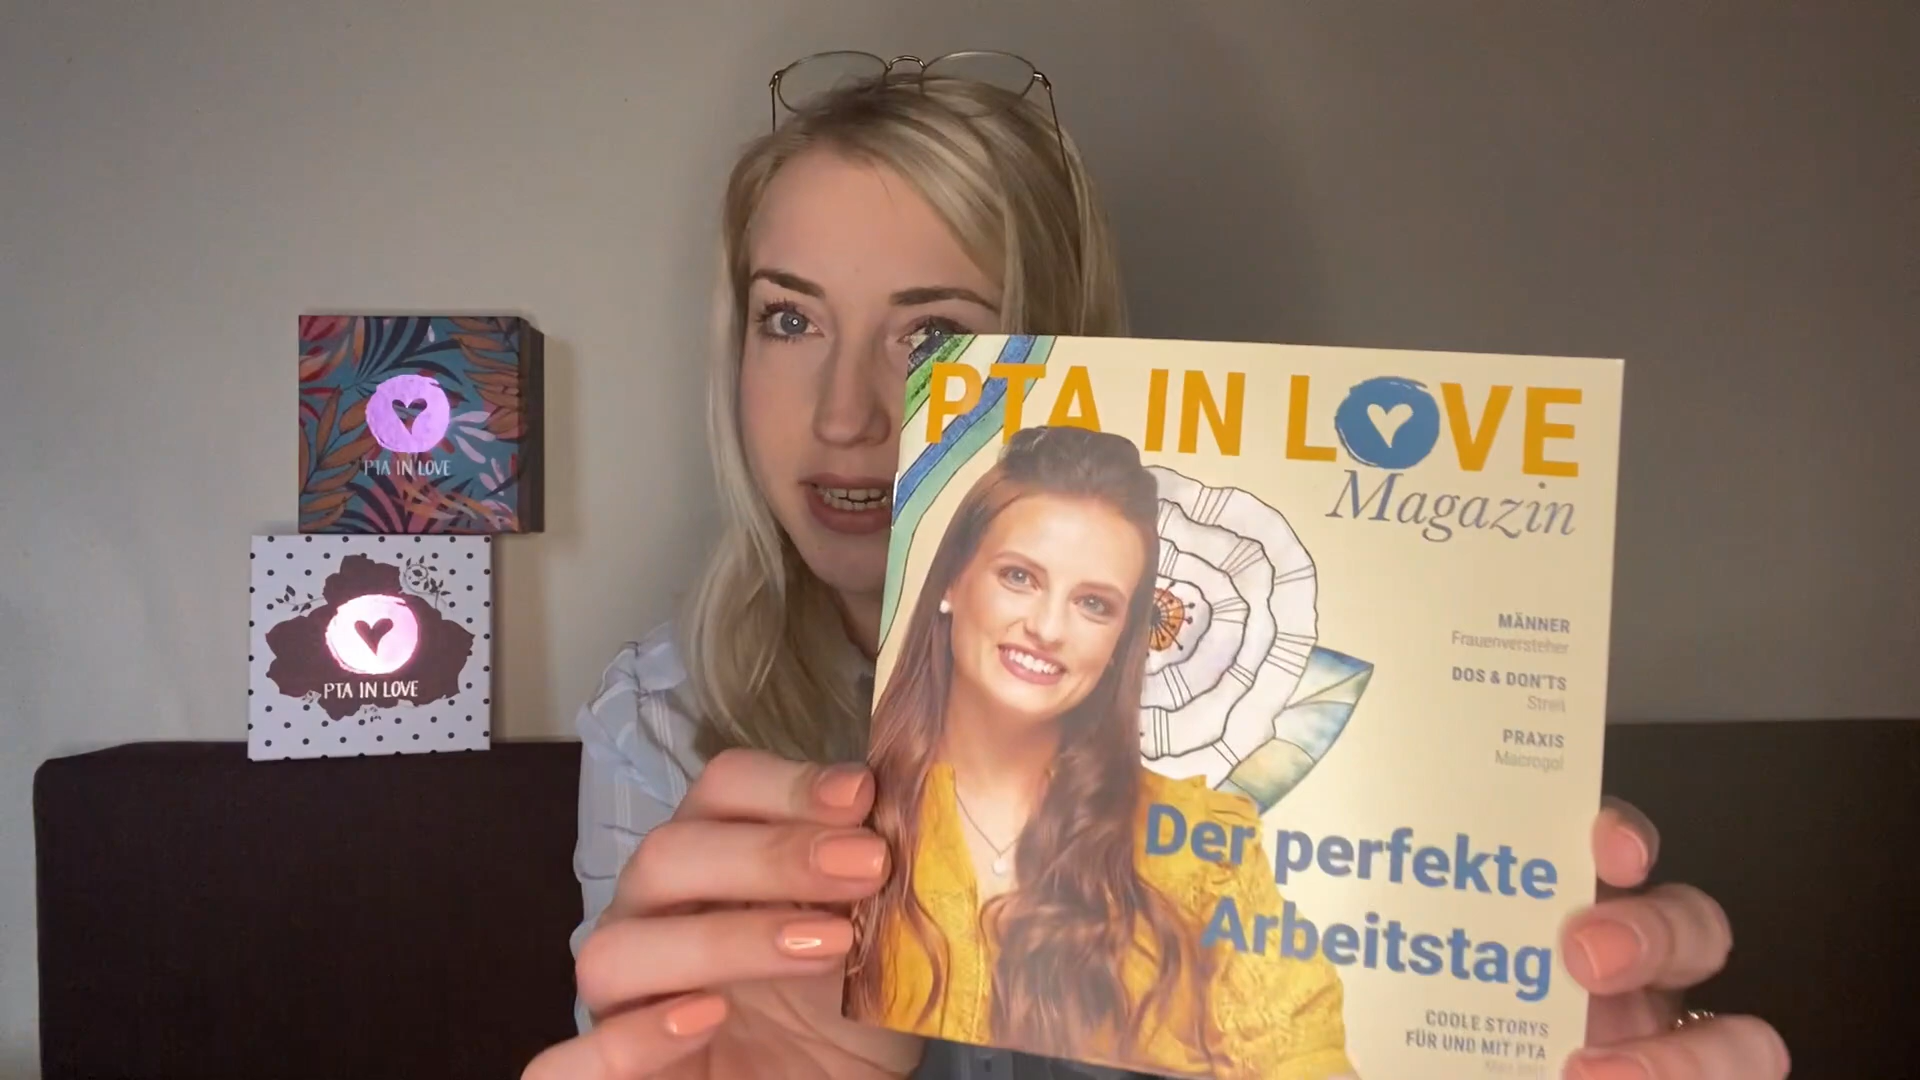 PTA IN LOVE
PTA IN LOVE
PTA IN LOVE
Magazin
MÄNNER
Frauenversteher
DOS & DON'TS
Streit
PRAXIS
Macrogol
Der perfekte
Arbeitstag
COOLE STORYS
FÜR UND MIT PTA